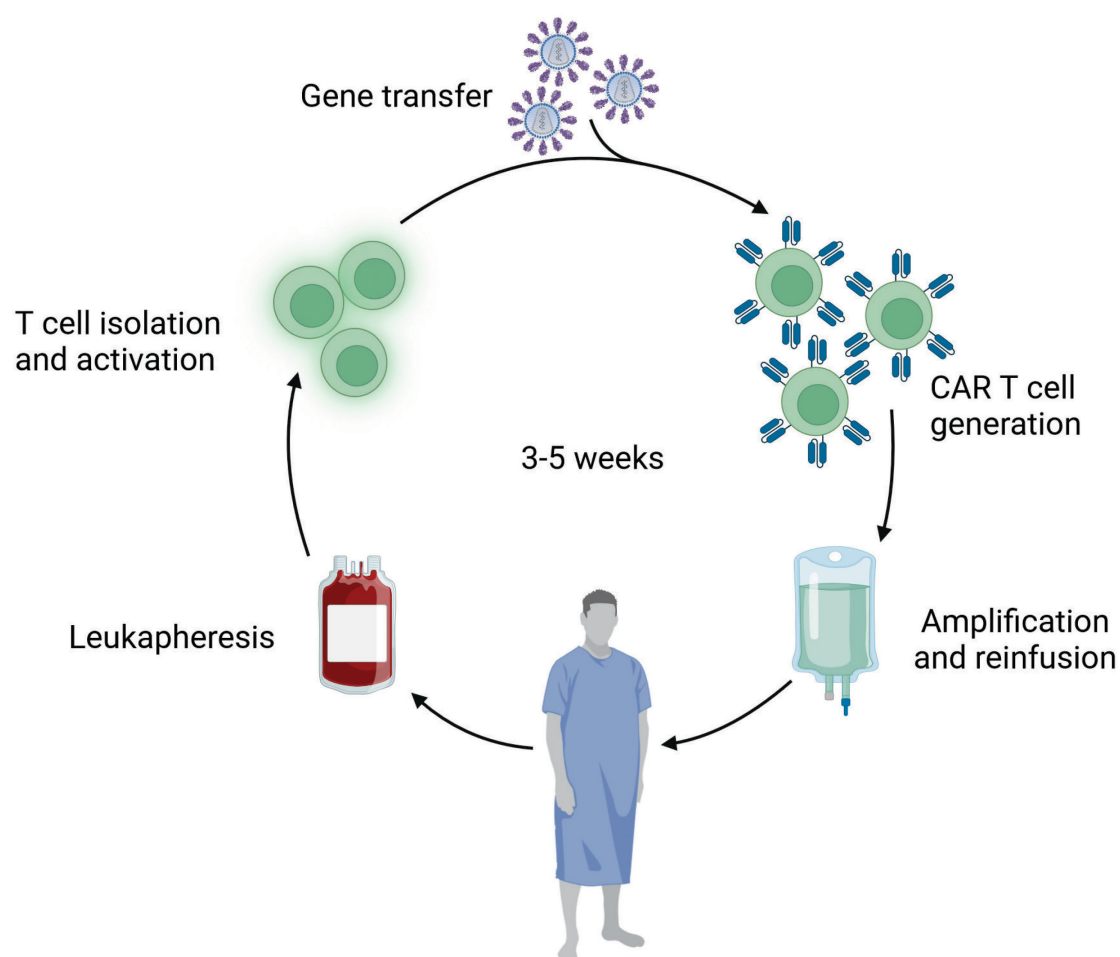 Gene transfer
T cell isolation
and activation
CAR T cell
generation
3-5 weeks
Leukapheresis
Amplification
and reinfusion